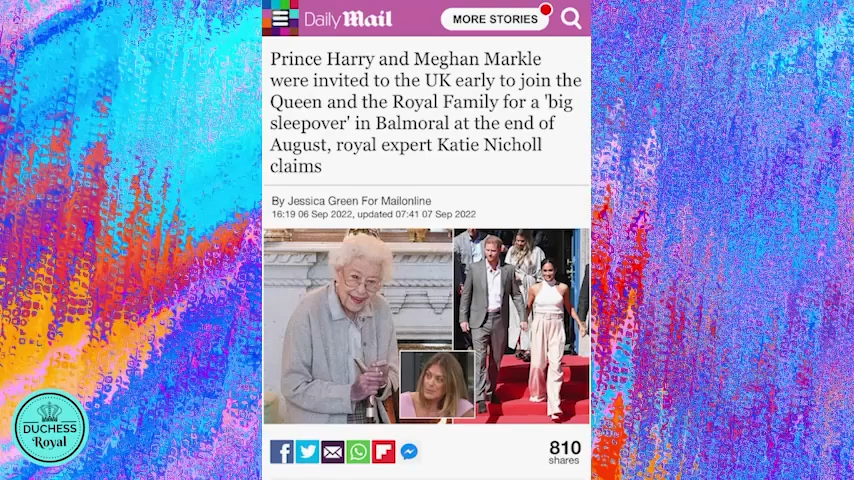 Daily Mail
MORE STORIES
Prince Harry and Meghan Markle
were invited to the UK early to join the
Queen and the Royal Family for a 'big
sleepover' in Balmoral at the end of
August, royal expert Katie Nicholl
claims
By Jessica Green For Mailonline
16:19 06 Sep 2022, updated 07:41 07 Sep 2022
DUCHESS
Royal
810
shares